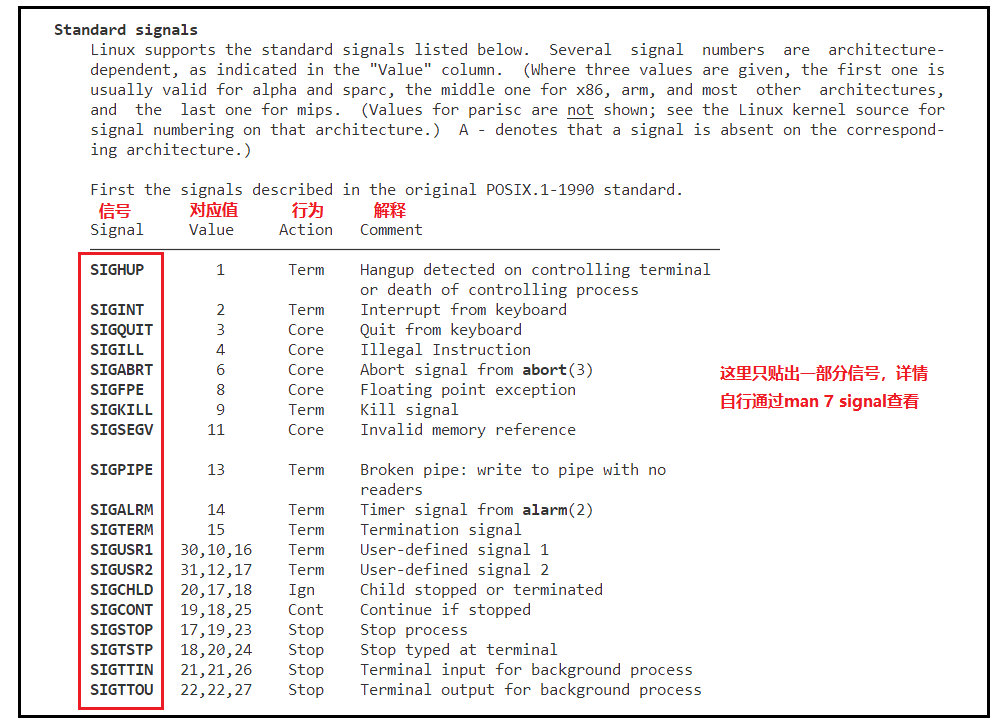 Standard signals
Linux supports the standard signals listed below.  Several signal numbers are architecture-
dependent, as indicated in the "Value" column.  (Where three values are given, the first one is
usually valid for alpha and sparc, the middle one for x86, arm, and most other architectures,
and the last one for mips.  (Values for parisc are not shown; see the Linux kernel source for
signal numbering on that architecture.)  A - denotes that a signal is absent on the correspond-
ing architecture.)
First the signals described in the original POSIX.1-1990 standard.
信号 对应值 行为 解释
Signal Value Action Comment
SIGHUP 1 Term Hangup detected on controlling terminal
or death of controlling process
SIGINT 2 Term Interrupt from keyboard
SIGQUIT 3 Core Quit from keyboard
SIGILL 4 Core Illegal Instruction
SIGABRT 6 Core Abort signal from abort(3)
SIGFPE 8 Core Floating point exception
SIGKILL 9 Term Kill signal
SIGSEGV 11 Core Invalid memory reference
SIGPIPE 13 Term Broken pipe: write to pipe with no
readers
SIGALRM 14 Term Timer signal from alarm(2)
SIGTERM 15 Term Termination signal
SIGUSR1 30,10,16 Term User-defined signal 1
SIGUSR2 31,12,17 Term User-defined signal 2
SIGCHLD 20,17,18 Ign Child stopped or terminated
SIGCONT 19,18,25 Cont Continue if stopped
SIGSTOP 17,19,23 Stop Stop process
SIGTSTP 18,20,24 Stop Stop typed at terminal
SIGTTIN 21,21,26 Stop Terminal input for background process
SIGTTOU 22,22,27 Stop Terminal output for background process
这里只贴出一部分信号，详情
自行通过man 7 signal查看